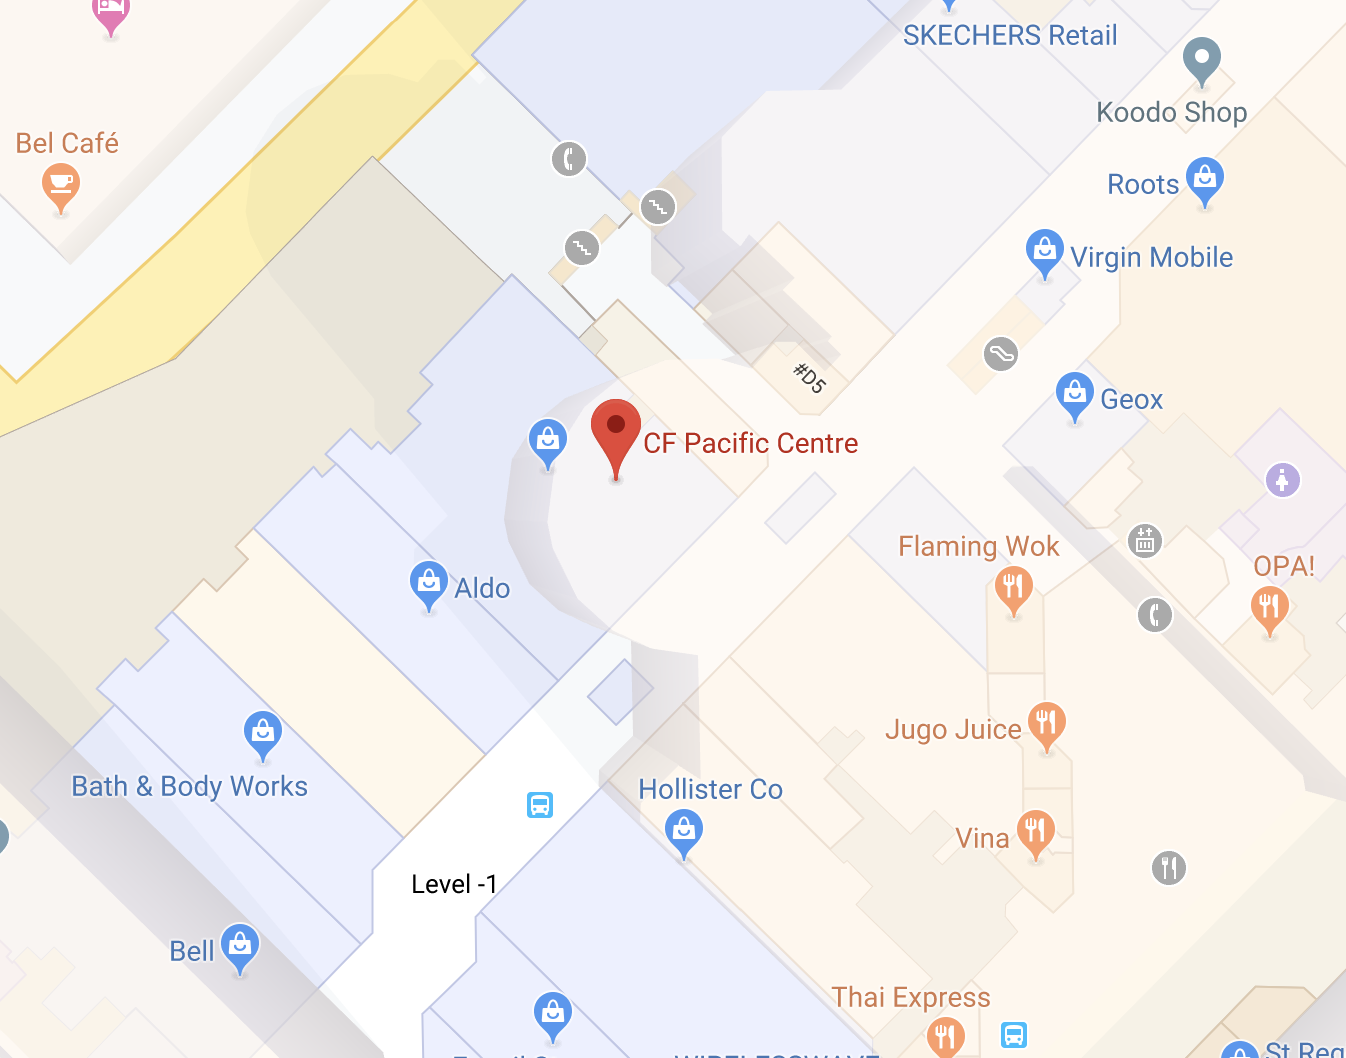 SKECHERS Retail
Koodo Shop
Bel Café
Roots
Virgin Mobile
#D5
Geox
CF Pacific Centre
Flaming Wok
OPA!
Aldo
Jugo Juice
Bath & Body Works
Hollister Co
Vina
Level -1
Bell
Thai Express
St Reg